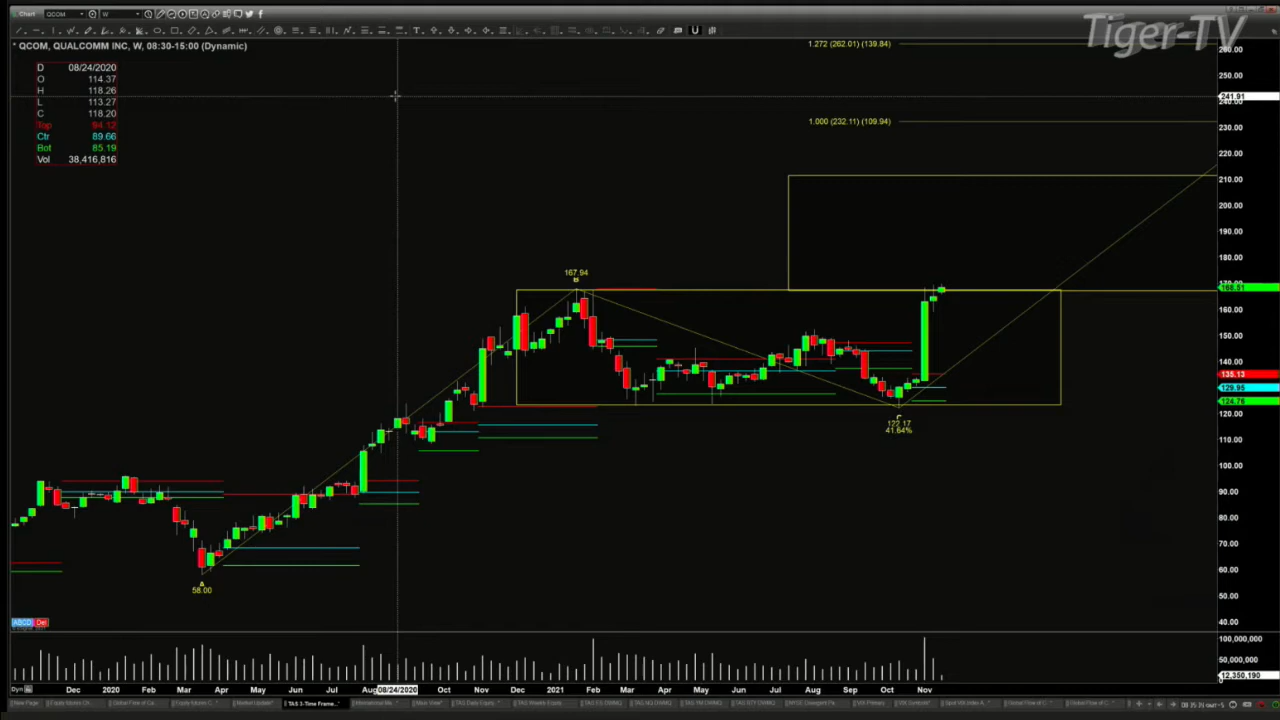 Chart QCOM W
Tiger-TV
* QCOM, QUALCOMM INC, W, 08:30-15:00 (Dynamic)
D 08/24/2020
O 114.37
H 118.26
L 113.27
C 118.20
Top 94.12
Ctr 89.66
Bot 85.19
Vol 38,416,816
1.272 (262.01) (139.84)
1.000 (232.11) (109.94)
167.94
B
122.17
41.64%
A
58.00
260.00
250.00
241.91
240.00
230.00
220.00
210.00
200.00
190.00
180.00
170.00
160.00
150.00
140.00
135.13
129.95
124.76
120.00
110.00
100.00
90.00
80.00
70.00
60.00
50.00
40.00
100,000,000
50,000,000
12,350,190
ABCD Del
Dyn Dec 2020 Feb Mar Apr May Jun Jul Aug 08/24/2020 Oct Nov Dec 2021 Feb Mar Apr May Jun Jul Aug Sep Oct Nov